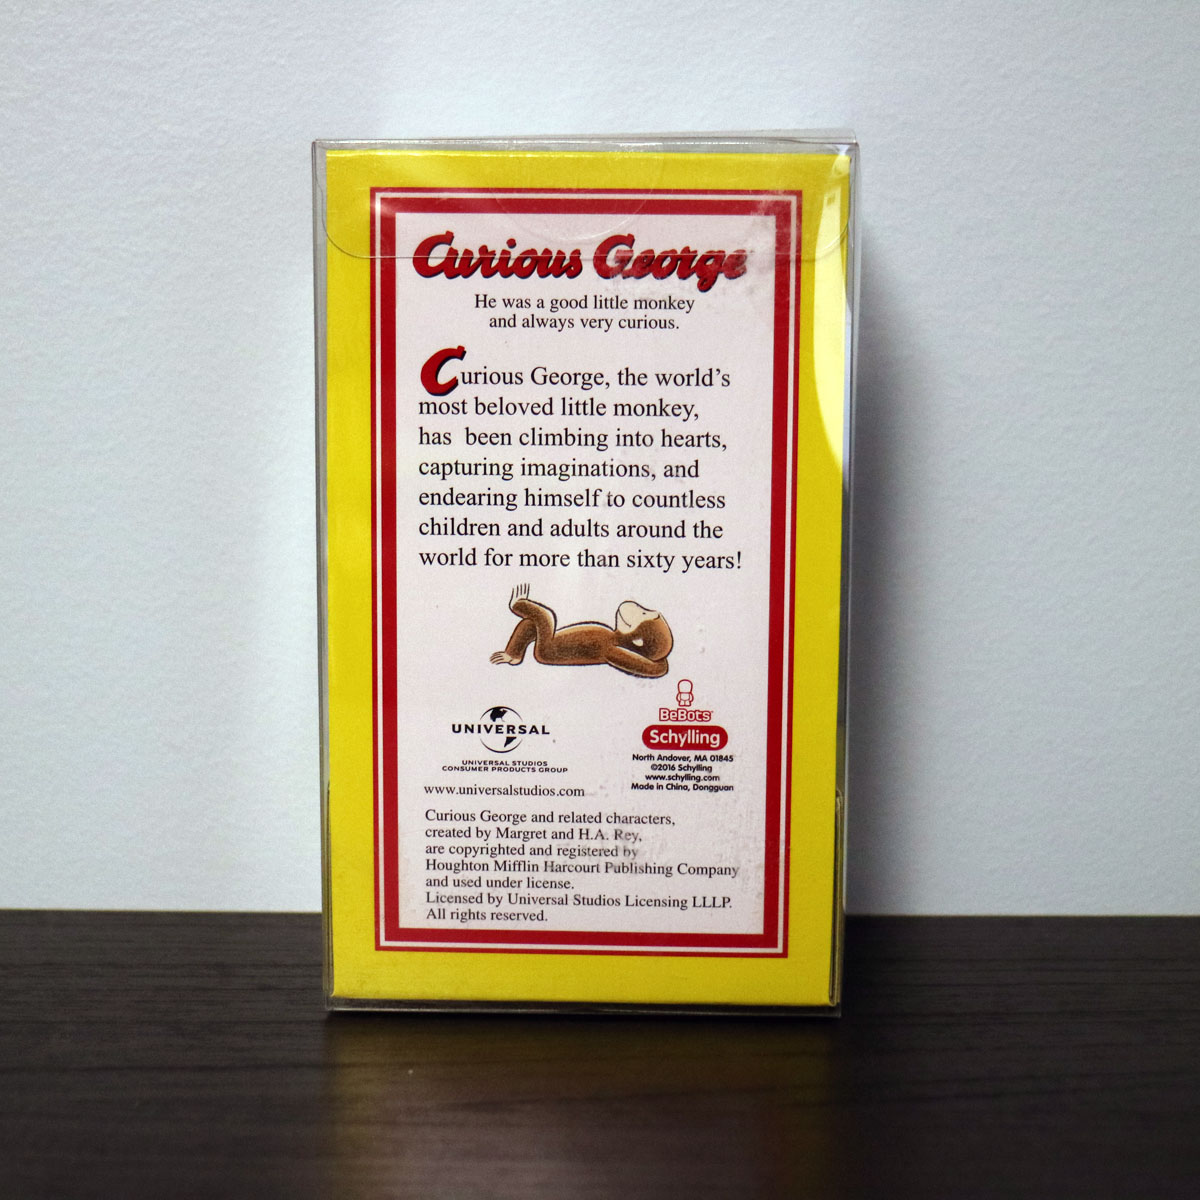 Curious George
He was a good little monkey
and always very curious.
Curious George, the world's
most beloved little monkey,
has been climbing into hearts,
capturing imaginations, and
endearing himself to countless
children and adults around the
world for more than sixty years!
UNIVERSAL
UNIVERSAL STUDIOS
CONSUMER PRODUCTS GROUP
www.universalstudios.com
BeBots
Schylling
North Andover, MA 01845
©2016 Schylling
www.schylling.com
Made in China, Dongguan
Curious George and related characters,
created by Margret and H.A. Rey,
are copyrighted and registered by
Houghton Mifflin Harcourt Publishing Company
and used under license.
Licensed by Universal Studios Licensing LLLP.
All rights reserved.